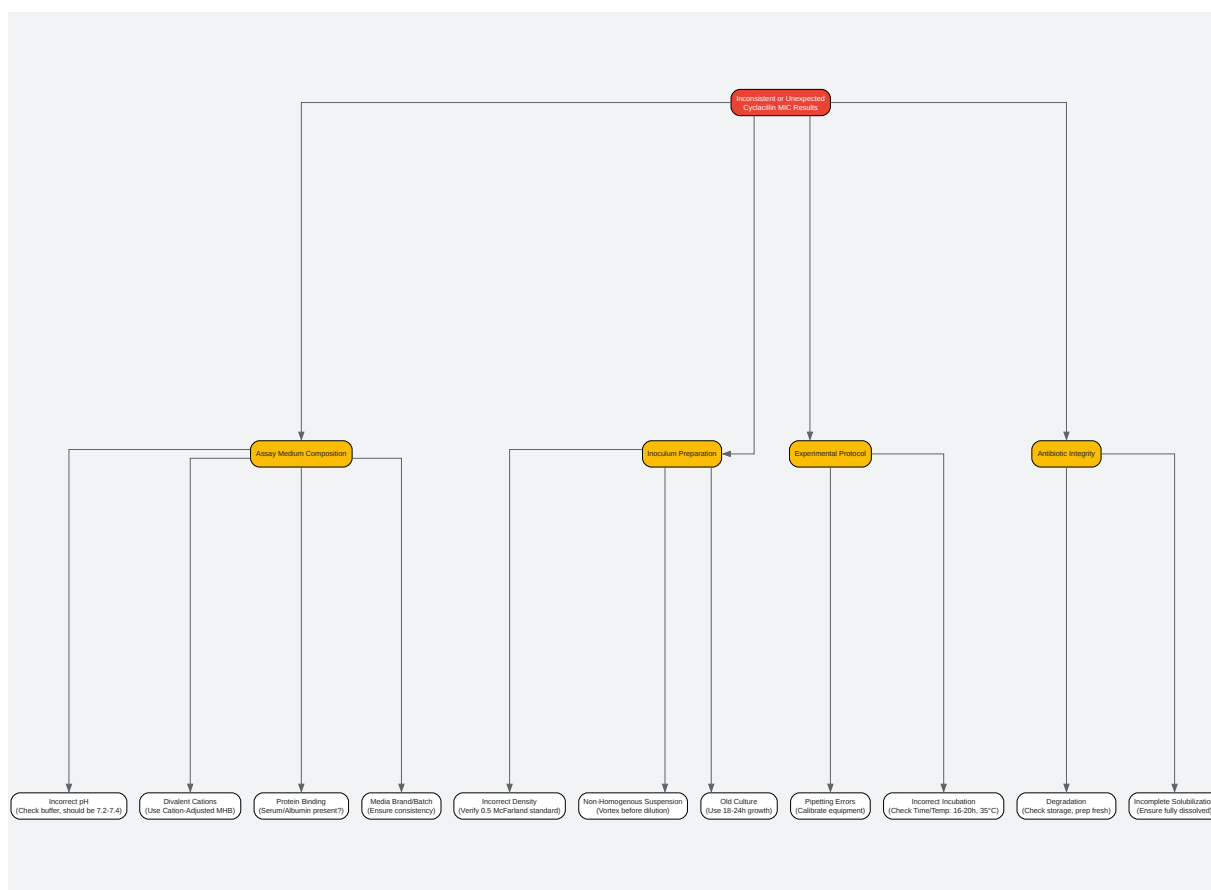 Inconsistent or Unexpected
Cyclacillin MIC Results
Assay Medium Composition
Inoculum Preparation
Experimental Protocol
Antibiotic Integrity
Incorrect pH
(Check buffer, should be 7.2-7.4)
Divalent Cations
(Use Cation-Adjusted MHB)
Protein Binding
(Serum/Albumin present?)
Media Brand/Batch
(Ensure consistency)
Incorrect Density
(Verify 0.5 McFarland standard)
Non-Homogenous Suspension
(Vortex before dilution)
Old Culture
(Use 18-24h growth)
Pipetting Errors
(Calibrate equipment)
Incorrect Incubation
(Check Time/Temp: 16-20h, 35°C)
Degradation
(Check storage, prep fresh)
Incomplete Solubilization
(Ensure fully dissolved)